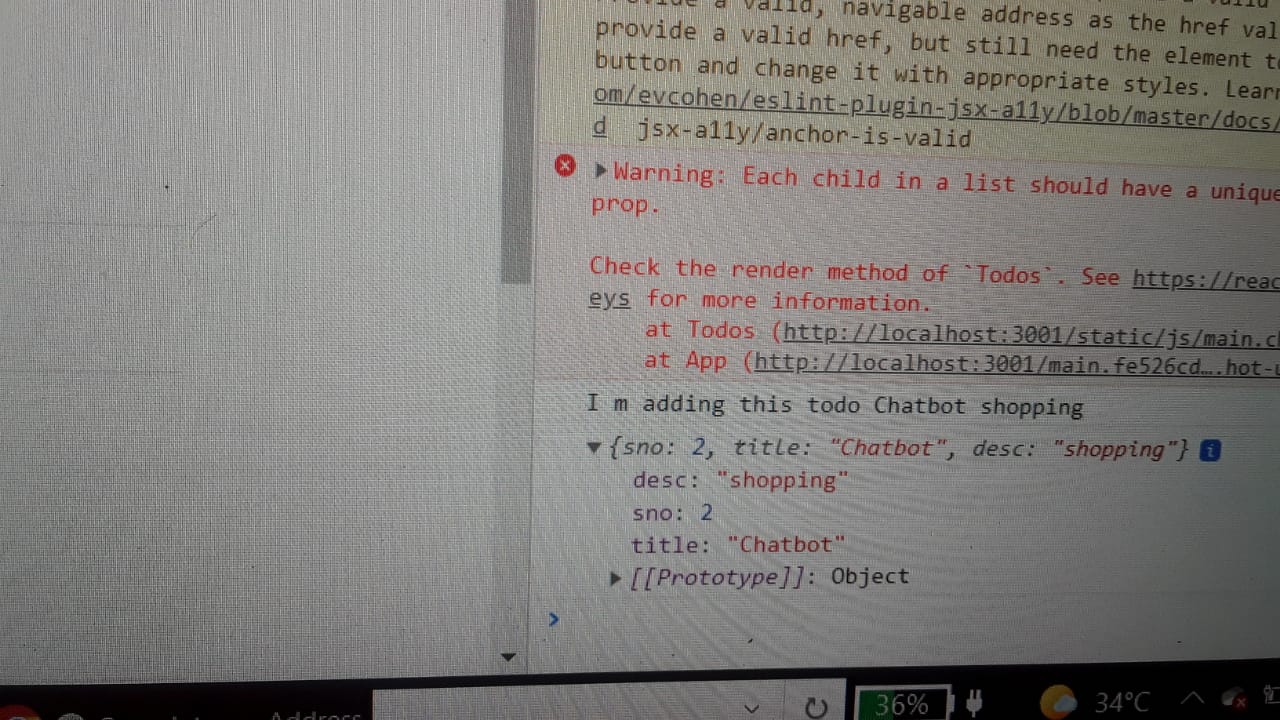 a valid, navigable address as the href val
provide a valid href, but still need the element to
button and change it with appropriate styles. Learn
om/evcohen/eslint-plugin-jsx-a11y/blob/master/docs/
d jsx-a11y/anchor-is-valid
Warning: Each child in a list should have a unique
prop.
Check the render method of `Todos`. See https://reac
eys for more information.
at Todos (http://localhost:3001/static/js/main.c
at App (http://localhost:3001/main.fe526cd….hot-u
I m adding this todo Chatbot shopping
{sno: 2, title: "Chatbot", desc: "shopping"} i
desc: "shopping"
sno: 2
title: "Chatbot"
[[Prototype]]: Object
>
Address
36%
34°C